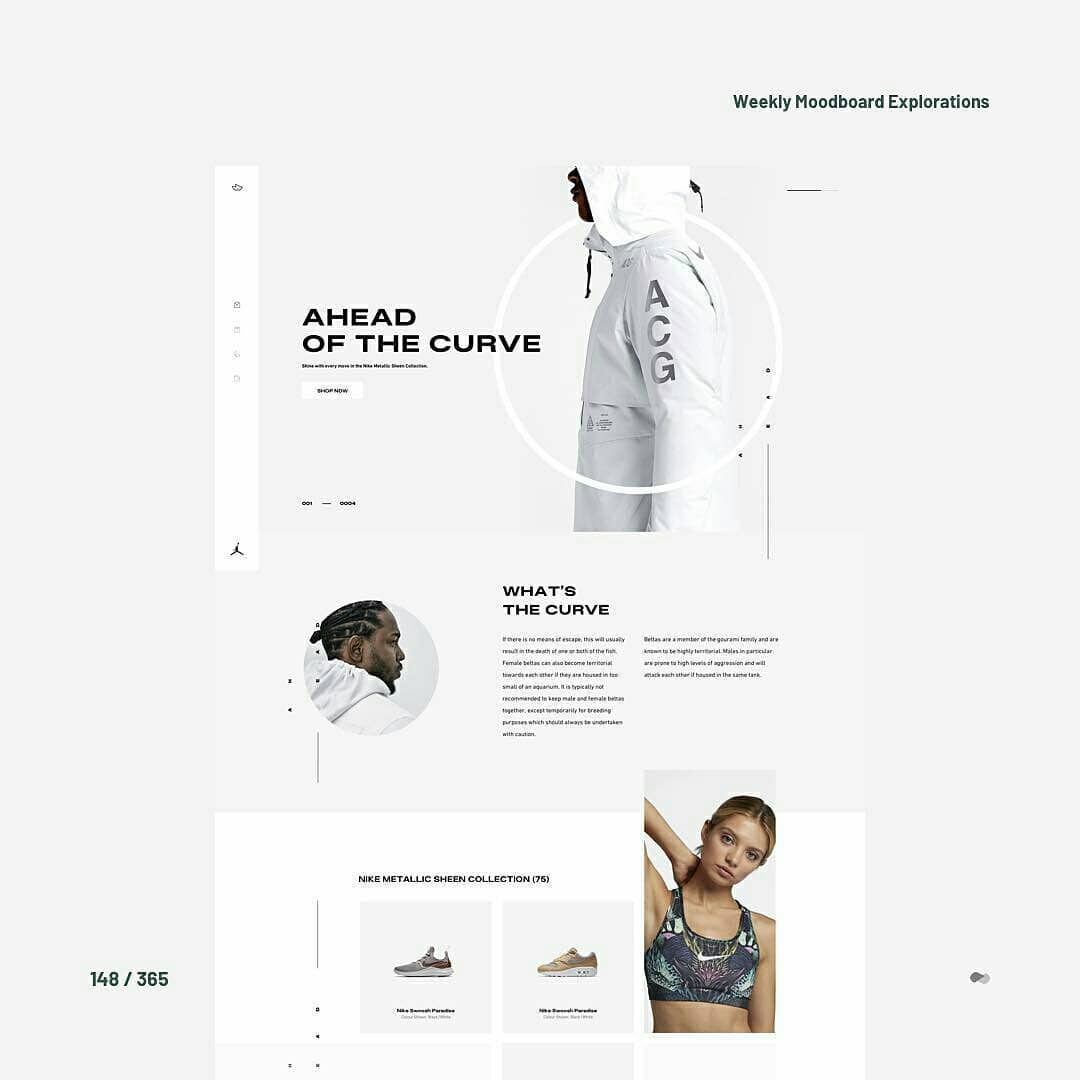 Weekly Moodboard Explorations
ACG
AHEAD
OF THE CURVE
Shine with every move in the Nike Metallic Sheen Collection.
SHOP NOW
001 — 0004
A H E A D
WHAT'S
THE CURVE
If there is no means of escape, this will usually
result in the death of one or both of the fish.
Female bettas can also become territorial
towards each other if they are housed in too
small of an aquarium. It is typically not
recommended to keep male and female bettas
together, except temporarily for breeding
purposes which should always be undertaken
with caution.
Bettas are a member of the gourami family and are
known to be highly territorial. Males in particular
are prone to high levels of aggression and will
attack each other if housed in the same tank.
A H E A D
NIKE METALLIC SHEEN COLLECTION (75)
Nike Swoosh Paradise
Colour Sheen: Black/White
Nike Swoosh Paradise
Colour Sheen: Black/White
H E A D
148 / 365